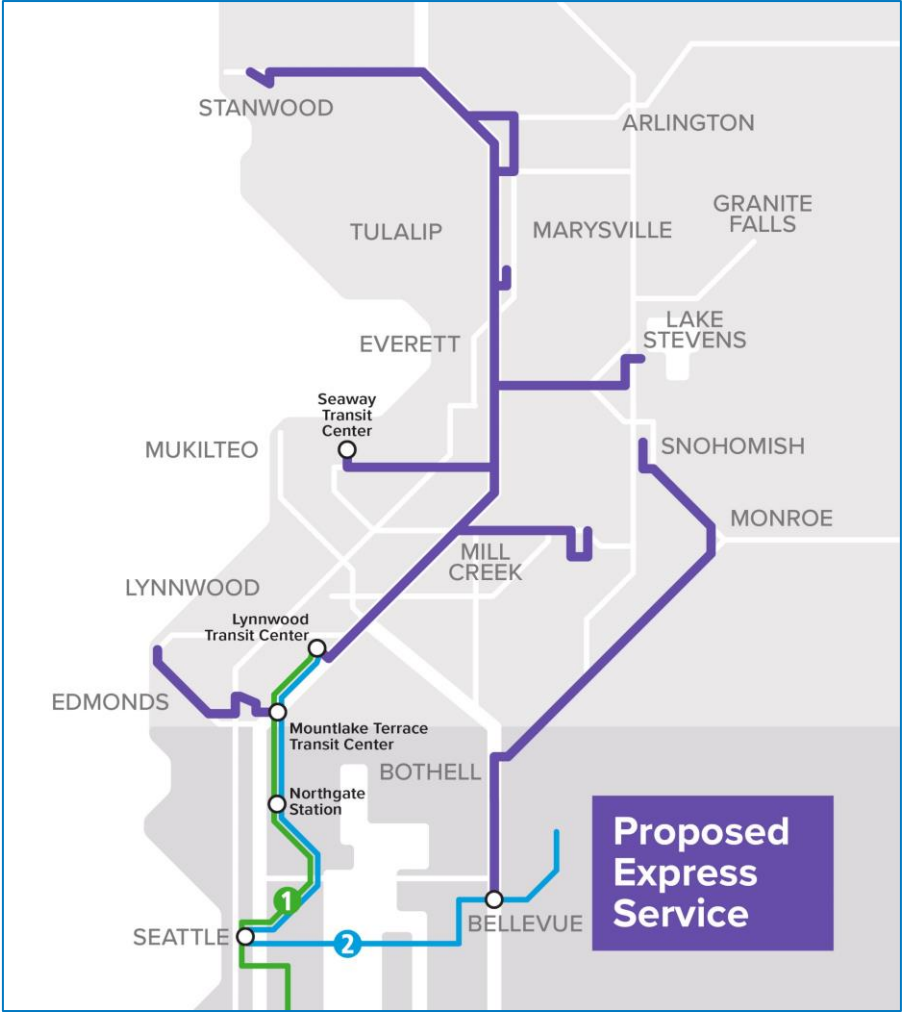 STANWOOD
ARLINGTON
GRANITE
FALLS
TULALIP
MARYSVILLE
LAKE
STEVENS
EVERETT
Seaway
Transit
Center
MUKILTEO
SNOHOMISH
MONROE
MILL
CREEK
LYNNWOOD
Lynnwood
Transit Center
EDMONDS
Mountlake Terrace
Transit Center
BOTHELL
Northgate
Station
Proposed
Express
Service
1
BELLEVUE
SEATTLE
2